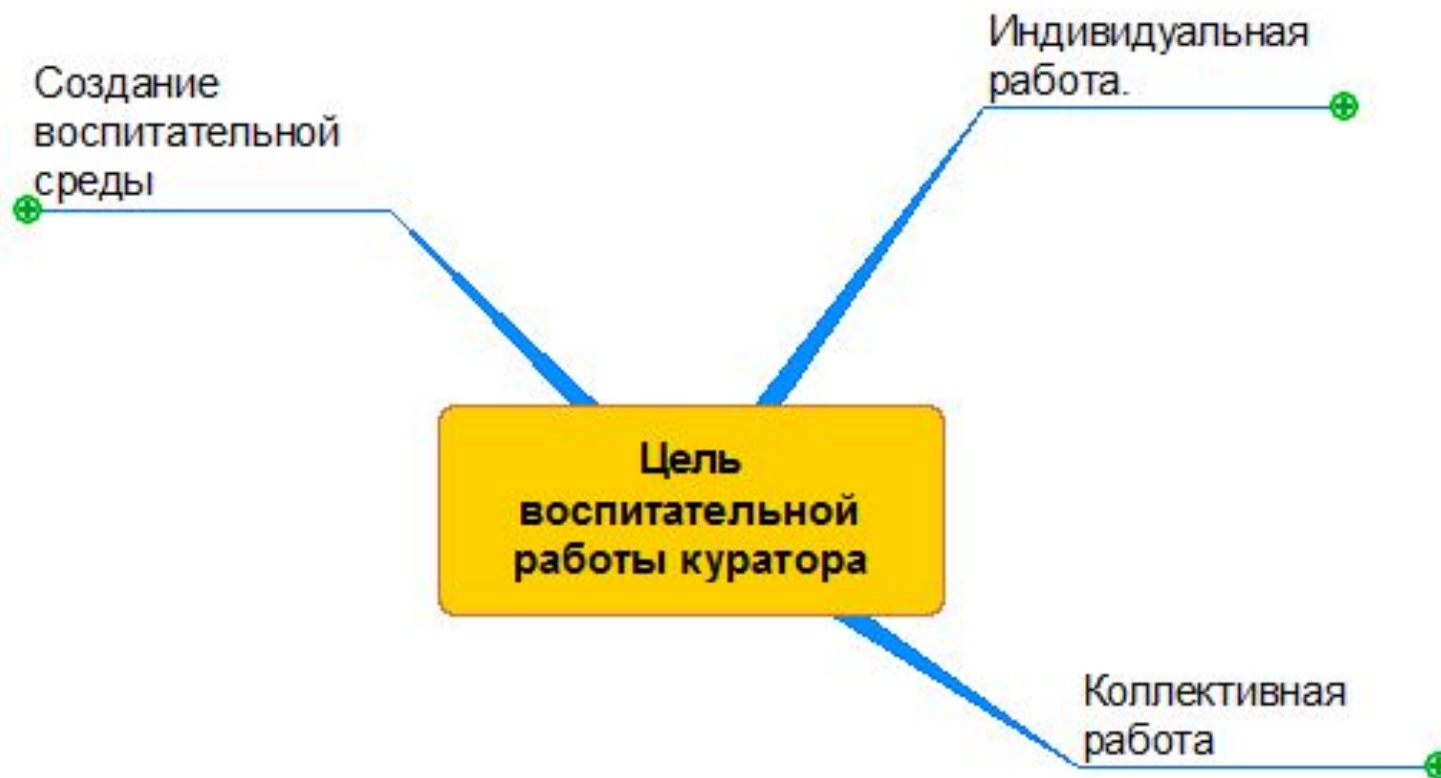 Создание
воспитательной
среды
Индивидуальная
работа.
Цель
воспитательной
работы куратора
Коллективная
работа